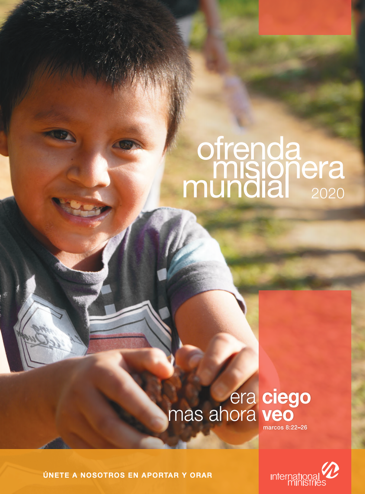 ofrenda
misionera
mundial 2020
era ciego
mas ahora veo
marcos 8:22–26
ÚNETE A NOSOTROS EN APORTAR Y ORAR
international
ministries